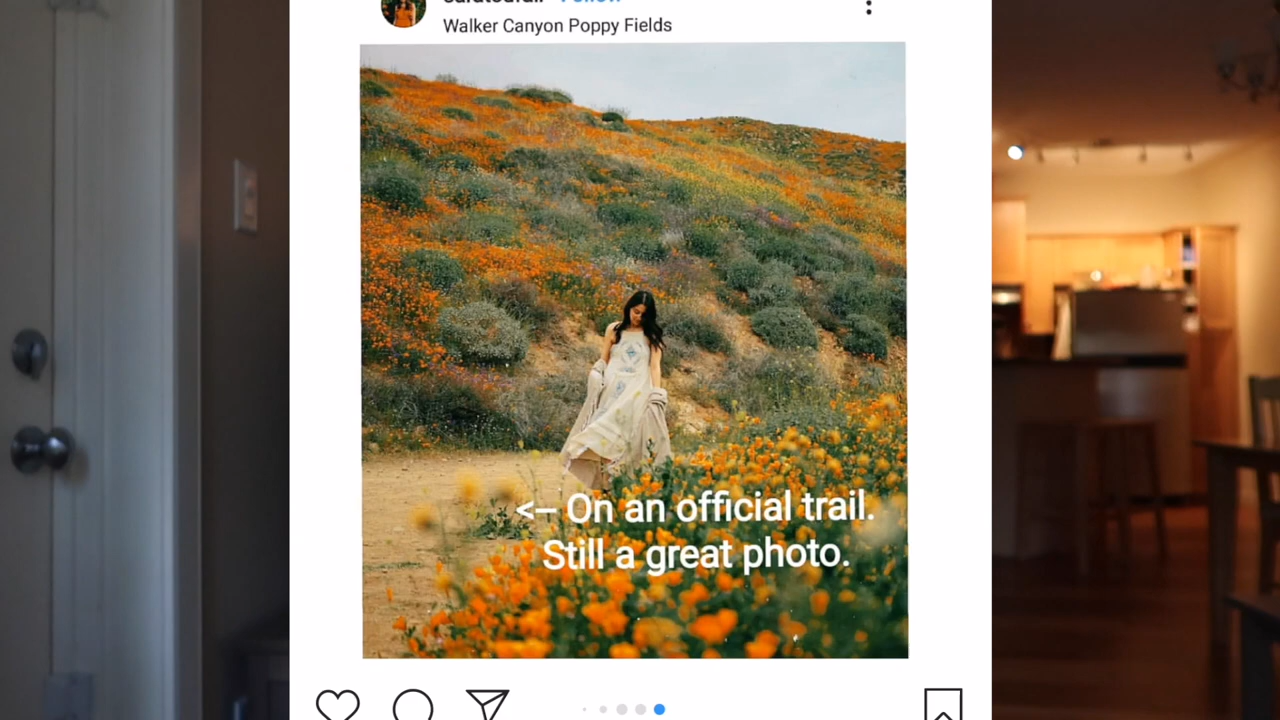 Walker Canyon Poppy Fields
<– On an official trail.
Still a great photo.